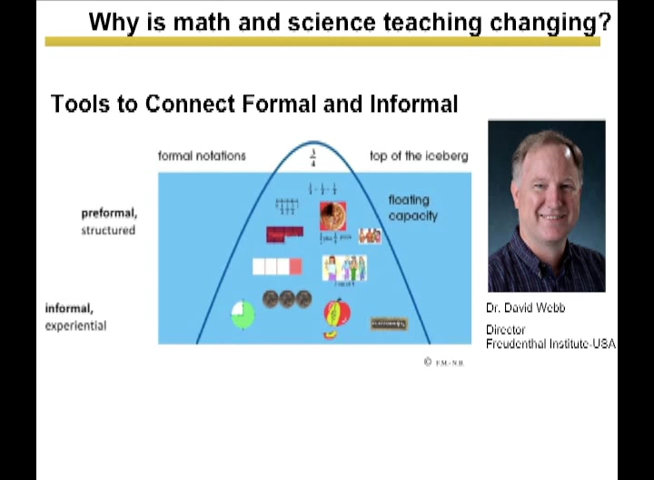 Why is math and science teaching changing?
Tools to Connect Formal and Informal
formal notations
3
4
top of the iceberg
floating
capacity
preformal,
structured
informal,
experiential
Dr. David Webb
Director
Freudenthal Institute-USA
© F.M.-N.B.